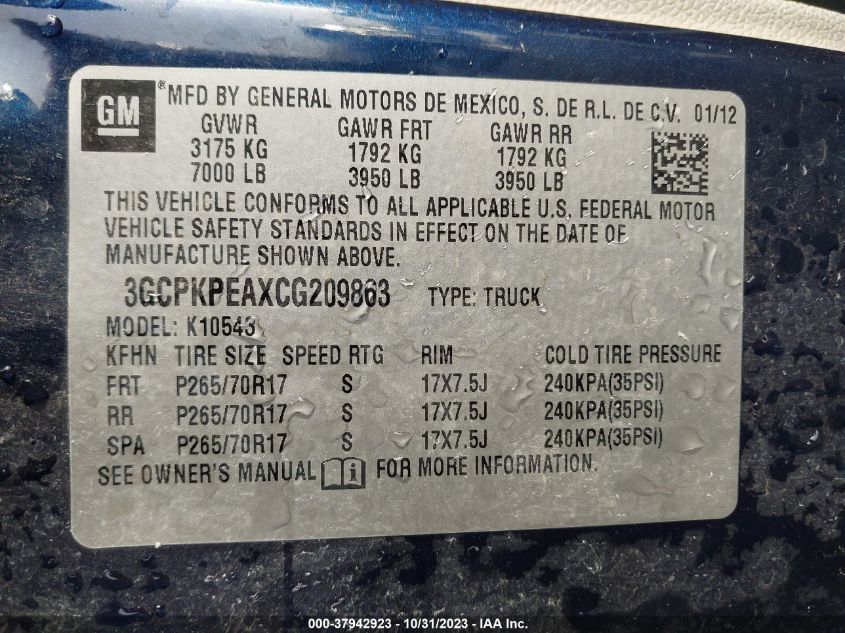 GM ® MFD BY GENERAL MOTORS DE MEXICO, S. DE R.L. DE C.V. 01/12
GVWR GAWR FRT GAWR RR
3175 KG 1792 KG 1792 KG
7000 LB 3950 LB 3950 LB
THIS VEHICLE CONFORMS TO ALL APPLICABLE U.S. FEDERAL MOTOR
VEHICLE SAFETY STANDARDS IN EFFECT ON THE DATE OF
MANUFACTURE SHOWN ABOVE.
3GCPKPEAXCG209863 TYPE: TRUCK
MODEL: K10543
KFHN TIRE SIZE SPEED RTG RIM COLD TIRE PRESSURE
FRT P265/70R17 S 17X7.5J 240KPA(35PSI)
RR P265/70R17 S 17X7.5J 240KPA(35PSI)
SPA P265/70R17 S 17X7.5J 240KPA(35PSI)
SEE OWNER'S MANUAL i FOR MORE INFORMATION.
000-37942923 - 10/31/2023 - IAA Inc.